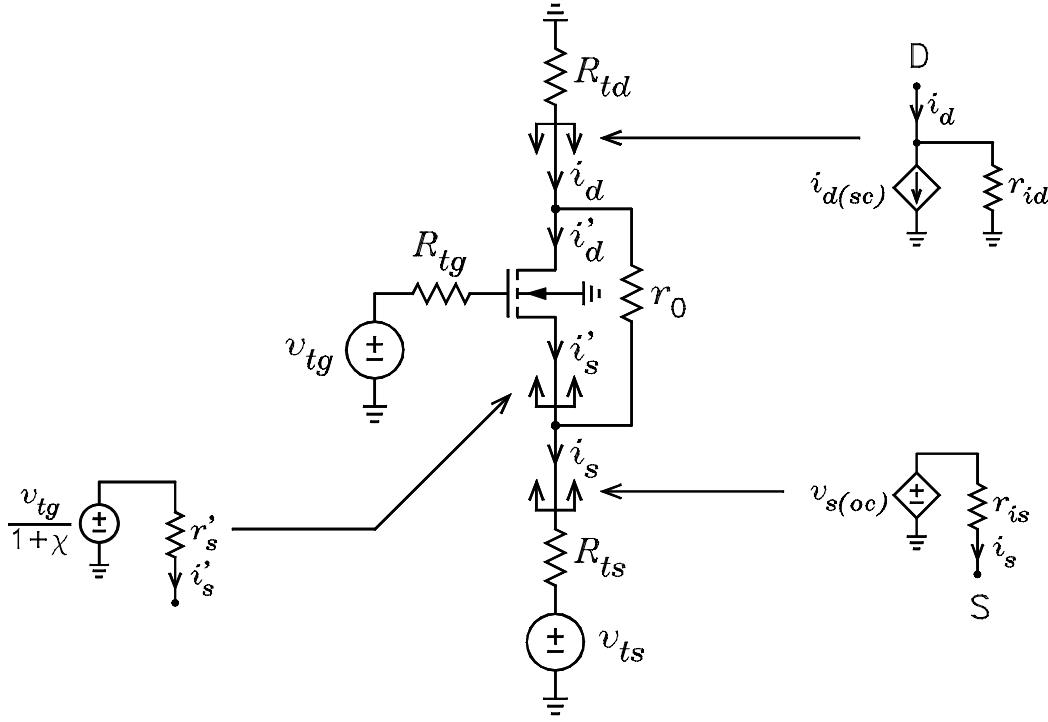 R_td
D
i_d
i_d
i_d(sc)
r_id
i'_d
R_tg
r_0
v_tg
± 
i'_s
i_s
v_tg
1+χ
±
r'_s
i'_s
v_s(oc)
±
r_is
i_s
R_ts
S
±
v_ts